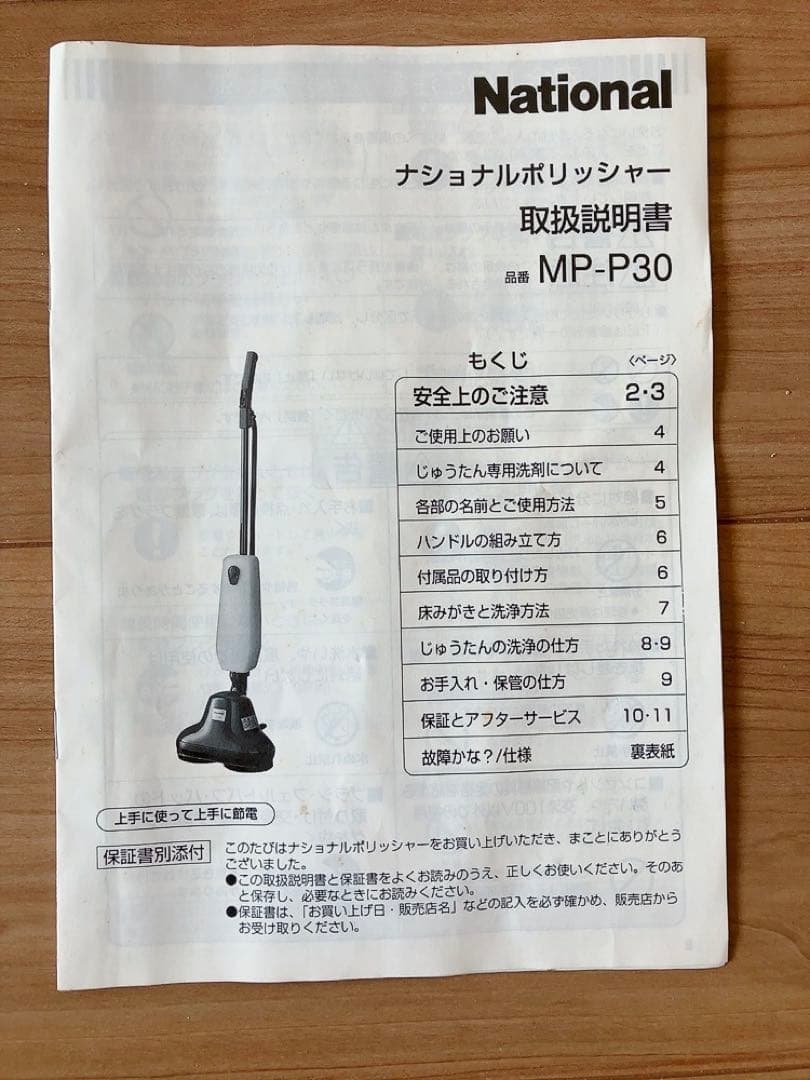 National
ナショナルポリッシャー
取扱説明書
品番 MP-P30
もくじ 〈ページ〉
安全上のご注意 2・3
ご使用上のお願い 4
じゅうたん専用洗剤について 4
各部の名前とご使用方法 5
ハンドルの組み立て方 6
付属品の取り付け方 6
床みがきと洗浄方法 7
じゅうたんの洗浄の仕方 8・9
お手入れ・保管の仕方 9
保証とアフターサービス 10・11
故障かな?/仕様 裏表紙
上手に使って上手に節電
保証書別添付
このたびはナショナルポリッシャーをお買い上げいただき、まことにありがとう
ございました。
●この取扱説明書と保証書をよくお読みのうえ、正しくお使いください。そのあ
と保存し、必要なときにお読みください。
●保証書は、「お買い上げ日・販売店名」などの記入を必ず確かめ、販売店から
お受け取りください。